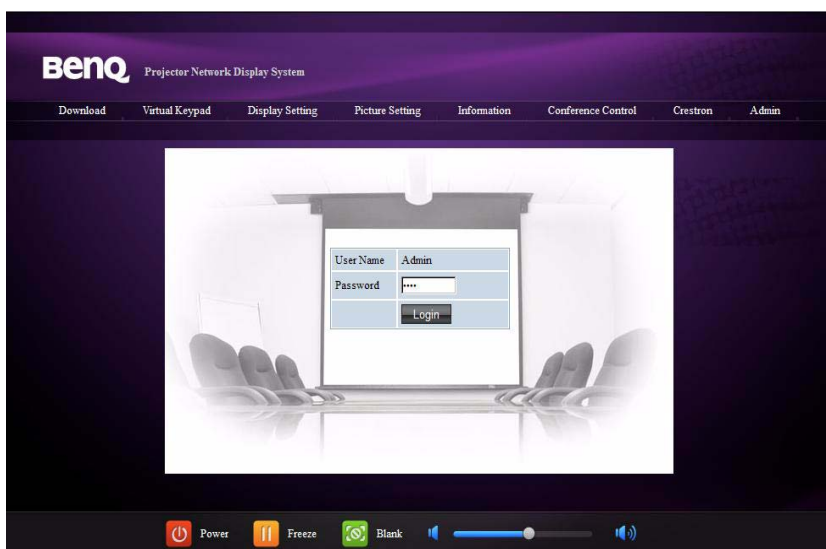 BenQ Projector Network Display System
Download Virtual Keypad Display Setting Picture Setting Information Conference Control Crestron Admin
User Name Admin
Password ••••
Login
Power Freeze Blank